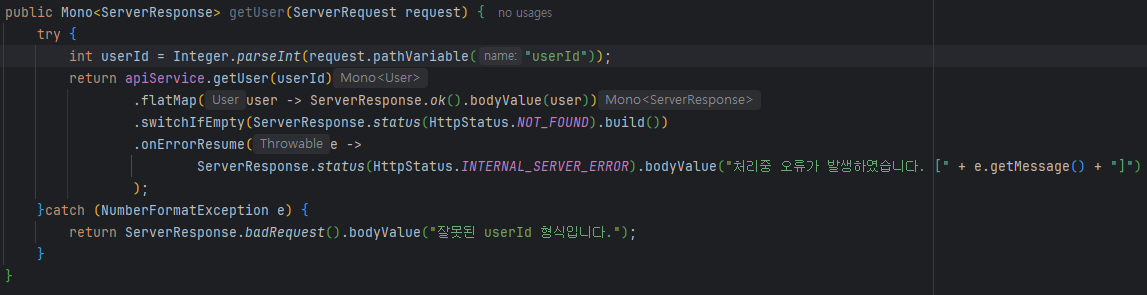 public Mono<ServerResponse> getUser(ServerRequest request) { no usages
try {
int userId = Integer.parseInt(request.pathVariable( name: "userId"));
return apiService.getUser(userId) Mono<User>
.flatMap( User user -> ServerResponse.ok().bodyValue(user)) Mono<ServerResponse>
.switchIfEmpty(ServerResponse.status(HttpStatus.NOT_FOUND).build())
.onErrorResume( Throwable e ->
ServerResponse.status(HttpStatus.INTERNAL_SERVER_ERROR).bodyValue("처리중 오류가 발생하였습니다. [" + e.getMessage() + "]")
);
}catch (NumberFormatException e) {
return ServerResponse.badRequest().bodyValue("잘못된 userId 형식입니다.");
}
}